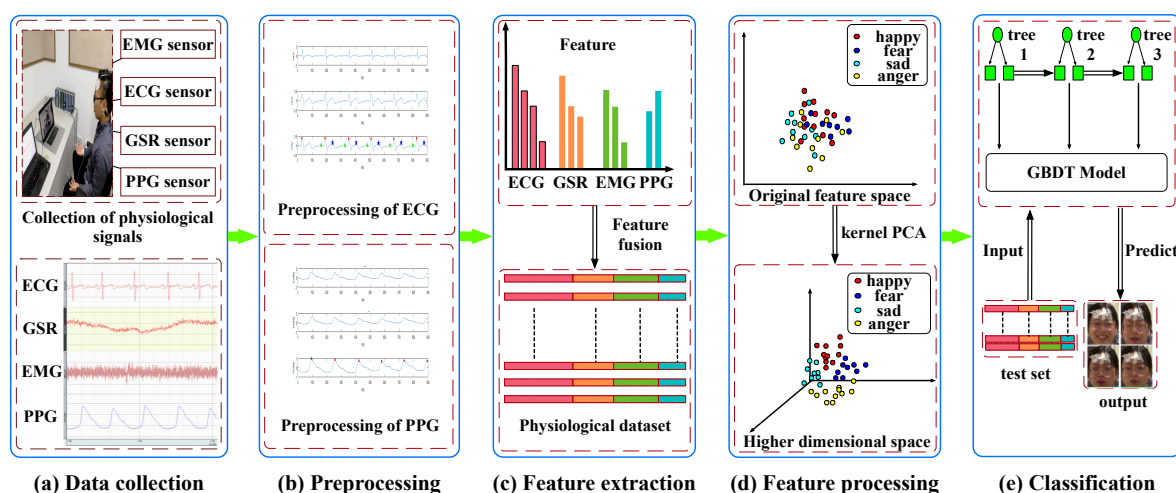 EMG sensor
ECG sensor
GSR sensor
PPG sensor
Collection of physiological
signals
ECG
GSR
EMG
PPG
(a) Data collection
Preprocessing of ECG
Preprocessing of PPG
(b) Preprocessing
Feature
ECG GSR EMG PPG
Feature
fusion
Physiological dataset
(c) Feature extraction
happy
fear
sad
anger
Original feature space
kernel PCA
happy
fear
sad
anger
Higher dimensional space
(d) Feature processing
tree tree tree
1 2 3
GBDT Model
Input
Predict
test set
output
(e) Classification